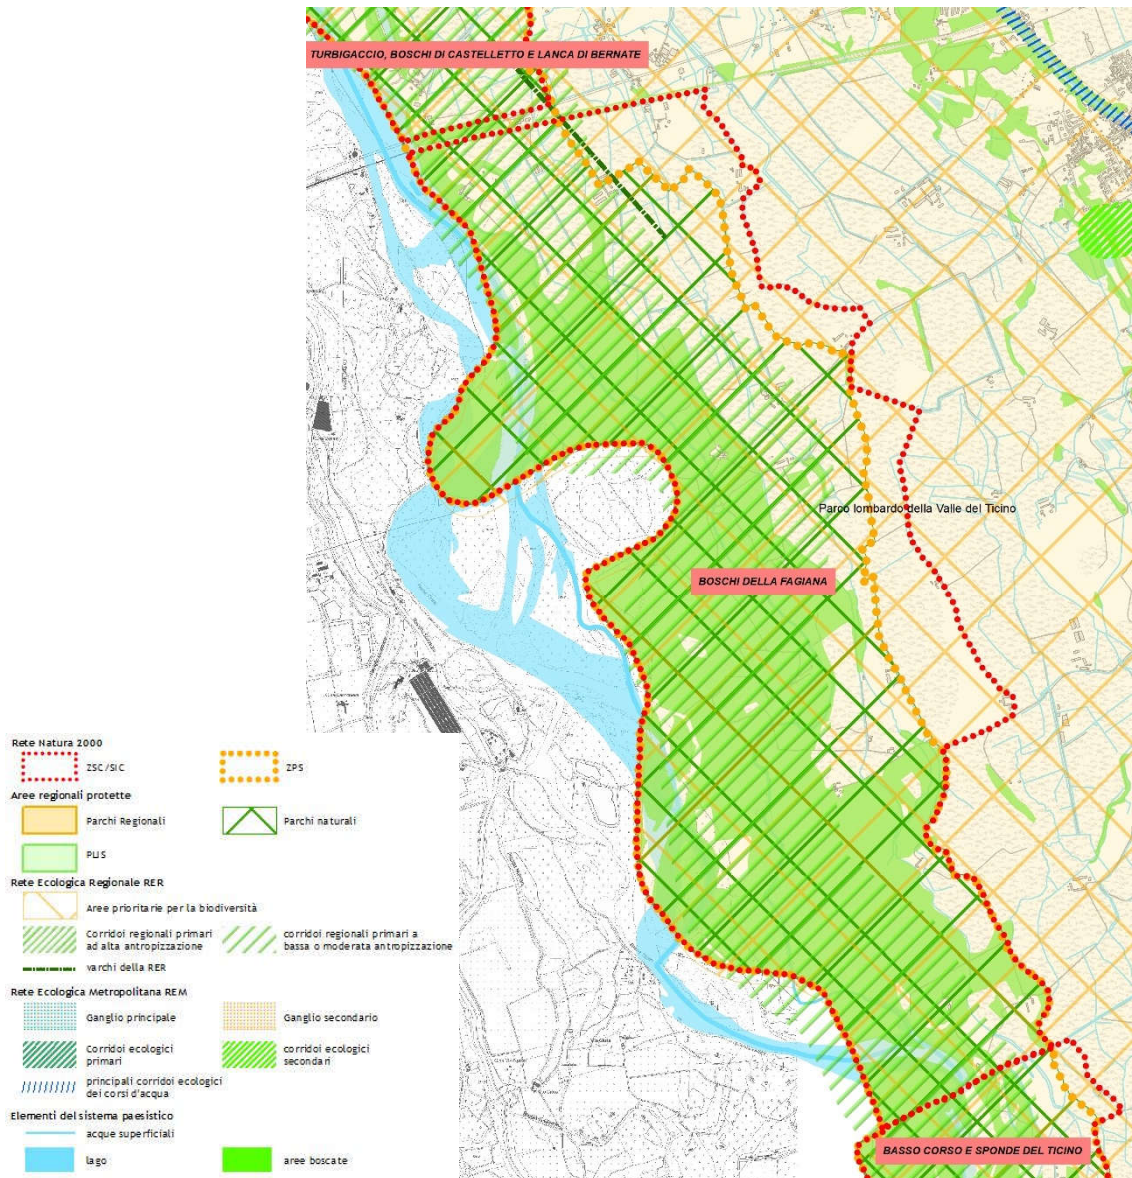 TURBIGACCIO, BOSCHI DI CASTELLETTO E LANCA DI BERNATE
Parco lombardo della Valle del Ticino
BOSCHI DELLA FAGIANA
BASSO CORSO E SPONDE DEL TICINO
Rete Natura 2000
ZSC/SIC
ZPS
Aree regionali protette
Parchi Regionali
Parchi naturali
PLIS
Rete Ecologica Regionale RER
Aree prioritarie per la biodiversità
Corridoi regionali primari
ad alta antropizzazione
corridoi regionali primari a
bassa o moderata antropizzazione
varchi della RER
Rete Ecologica Metropolitana REM
Ganglio principale
Ganglio secondario
Corridoi ecologici
primari
corridoi ecologici
secondari
principali corridoi ecologici
dei corsi d'acqua
Elementi del sistema paesistico
acque superficiali
lago
aree boscate